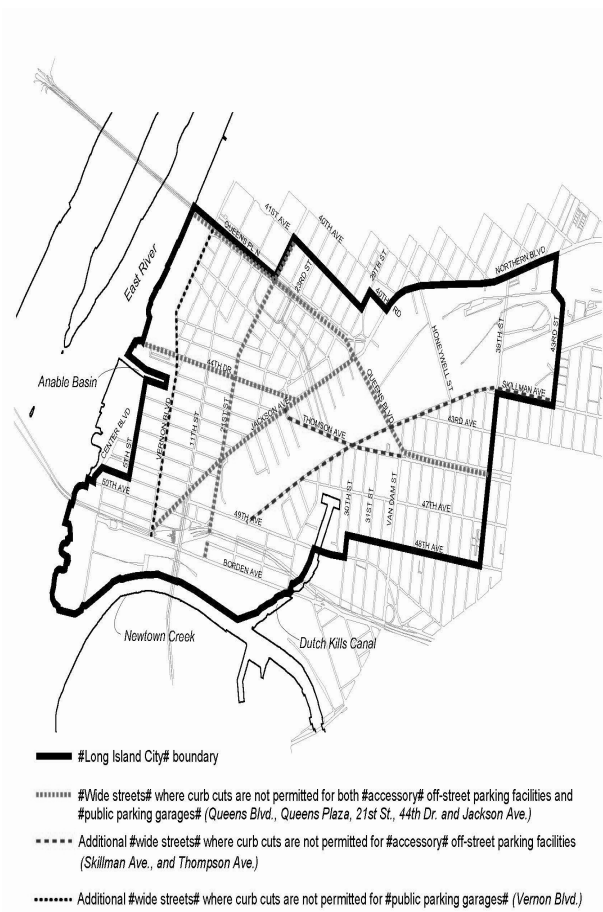 41ST AVE
40TH AVE
QUEENS PLN
23RD ST
29TH ST
40TH RD
NORTHERN BLVD
East River
HONEYWELL ST
39TH ST
43RD ST
44TH DR
Anable Basin
QUEENS BLVD
SKILLMAN AVE
CENTER BLVD
5TH ST
VERNON BLVD
11TH ST
21ST ST
JACKSON AVE
THOMSON AVE
43RD AVE
50TH AVE
49TH AVE
30TH ST
31ST ST
VAN DAM ST
47TH AVE
48TH AVE
BORDEN AVE
Newtown Creek
Dutch Kills Canal
#Long Island City# boundary
#Wide streets# where curb cuts are not permitted for both #accessory# off-street parking facilities and
#public parking garages# (Queens Blvd., Queens Plaza, 21st St., 44th Dr. and Jackson Ave.)
Additional #wide streets# where curb cuts are not permitted for #accessory# off-street parking facilities
(Skillman Ave., and Thompson Ave.)
Additional #wide streets# where curb cuts are not permitted for #public parking garages# (Vernon Blvd.)